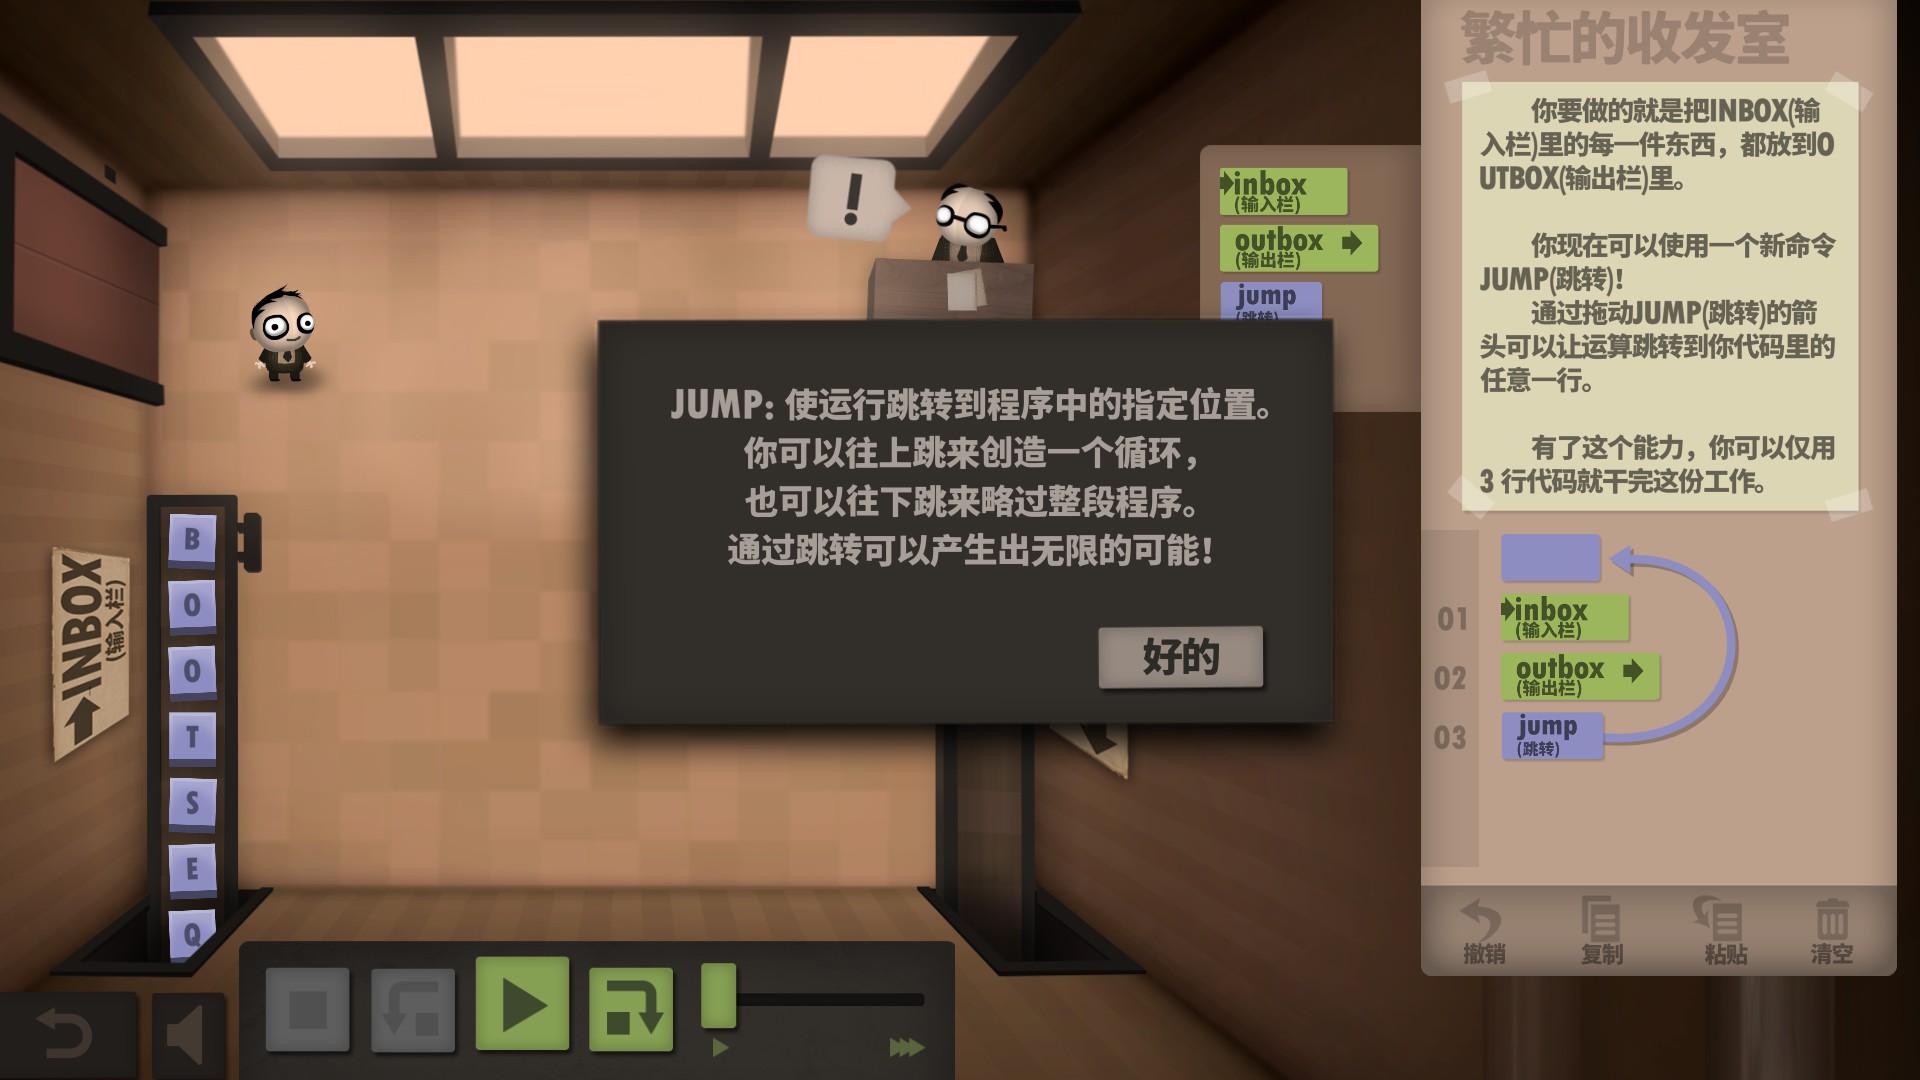 繁忙的收发室
你要做的就是把INBOX(输
入栏)里的每一件东西，都放到O
UTBOX(输出栏)里。
你现在可以使用一个新命令
JUMP(跳转)!
通过拖动JUMP(跳转)的箭
头可以让运算跳转到你代码里的
任意一行。
有了这个能力，你可以仅用
3 行代码就干完这份工作。
!
inbox
(输入栏)
outbox
(输出栏)
jump
(跳转)
JUMP: 使运行跳转到程序中的指定位置。
你可以往上跳来创造一个循环，
也可以往下跳来略过整段程序。
通过跳转可以产生出无限的可能!
好的
INBOX
(输入栏)
B
O
O
T
S
E
Q
01 inbox
(输入栏)
02 outbox
(输出栏)
03 jump
(跳转)
撤销 复制 粘贴 清空